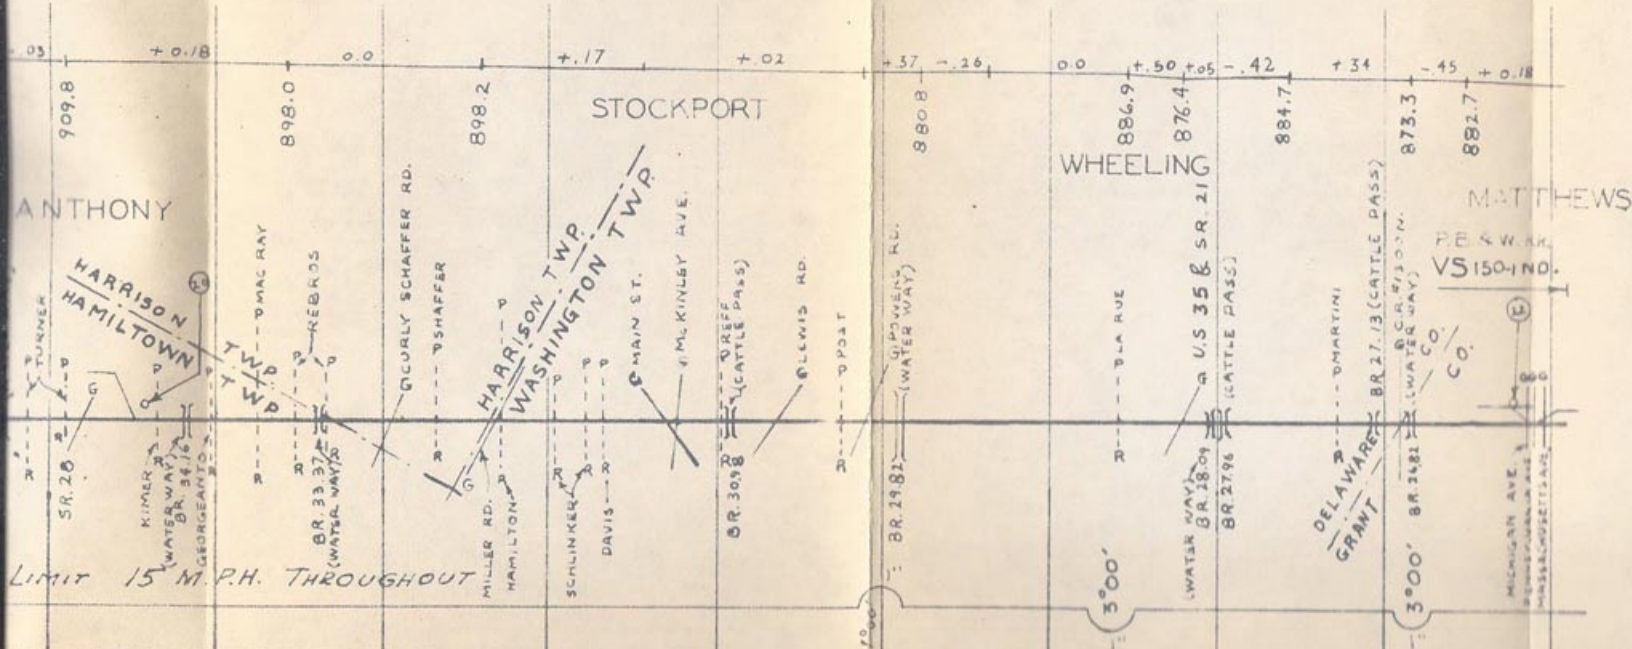 .03 +0.18 0.0 +.17 +.02 +.37 -.26 0.0 +.50 +.05 -.42 +34 -.45 +0.18
909.8 898.0 898.2 880.8 886.9 876.4 884.7 873.3 882.7
STOCKPORT
WHEELING
ANTHONY
MATTHEWS
HARRISON TWP
HAMILTOWN TWP
HARRISON TWP.
WASHINGTON TWP.
P.B & W. RR.
VS 150-1 IND.
TURNER
P MAC RAY
REBROS
CURLY SCHAFFER RD.
P SHAFFER
MAIN ST.
MCKINLEY AVE.
P REFF
(CATTLE PASS)
LEWIS RD.
P POST
POWERS RD.
(WATER WAY)
P LA RUE
U.S 35 & SR. 21
(CATTLE PASS)
P MARTINI
BR 27.13 (CATTLE PASS)
(WATER WAY)
CO.
CO.
G
SR. 28
KIMER
(WATER WAY)
BR. 34.16
GEORGEANTO
BR. 33.37
(WATER WAY)
G
MILLER RD.
HAMILTON
SCHLINKER
DAVIS
BR. 30.98
BR. 29.82
(WATER WAY)
BR. 28.09
BR. 27.96
DELAWARE
GRANT
BR 26.82
MICHIGAN AVE.
MASSACHUSETTS AVE.
LIMIT 15 M.P.H. THROUGHOUT
3°00'
3°00'